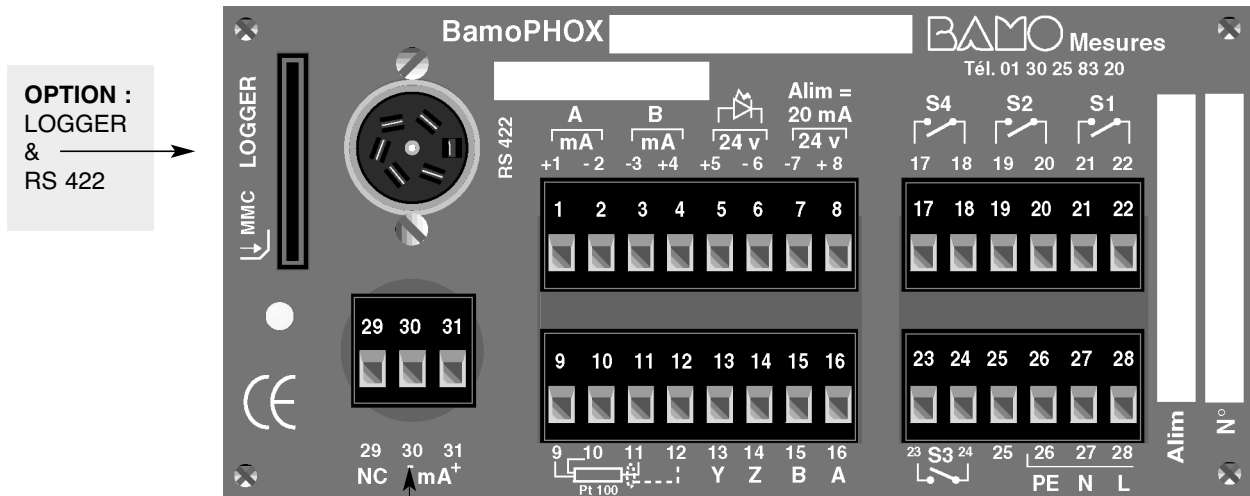 OPTION :
LOGGER
&
RS 422
MMC LOGGER
RS 422
BamoPHOX
BAMO Mesures
Tél. 01 30 25 83 20
A B Alim =
20 mA
mA mA 24 v 24 v
+1 - 2 -3 +4 +5 - 6 -7 + 8
1 2 3 4 5 6 7 8
S4 S2 S1
17 18 19 20 21 22
17 18 19 20 21 22
29 30 31
29 30 31
NC - mA +
9 10 11 12 13 14 15 16
9 10 11 12 13 14 15 16
Pt 100 Y Z B A
23 24 25 26 27 28
23 S3 24 25 26 27 28
PE N L
CE
Alim
N°